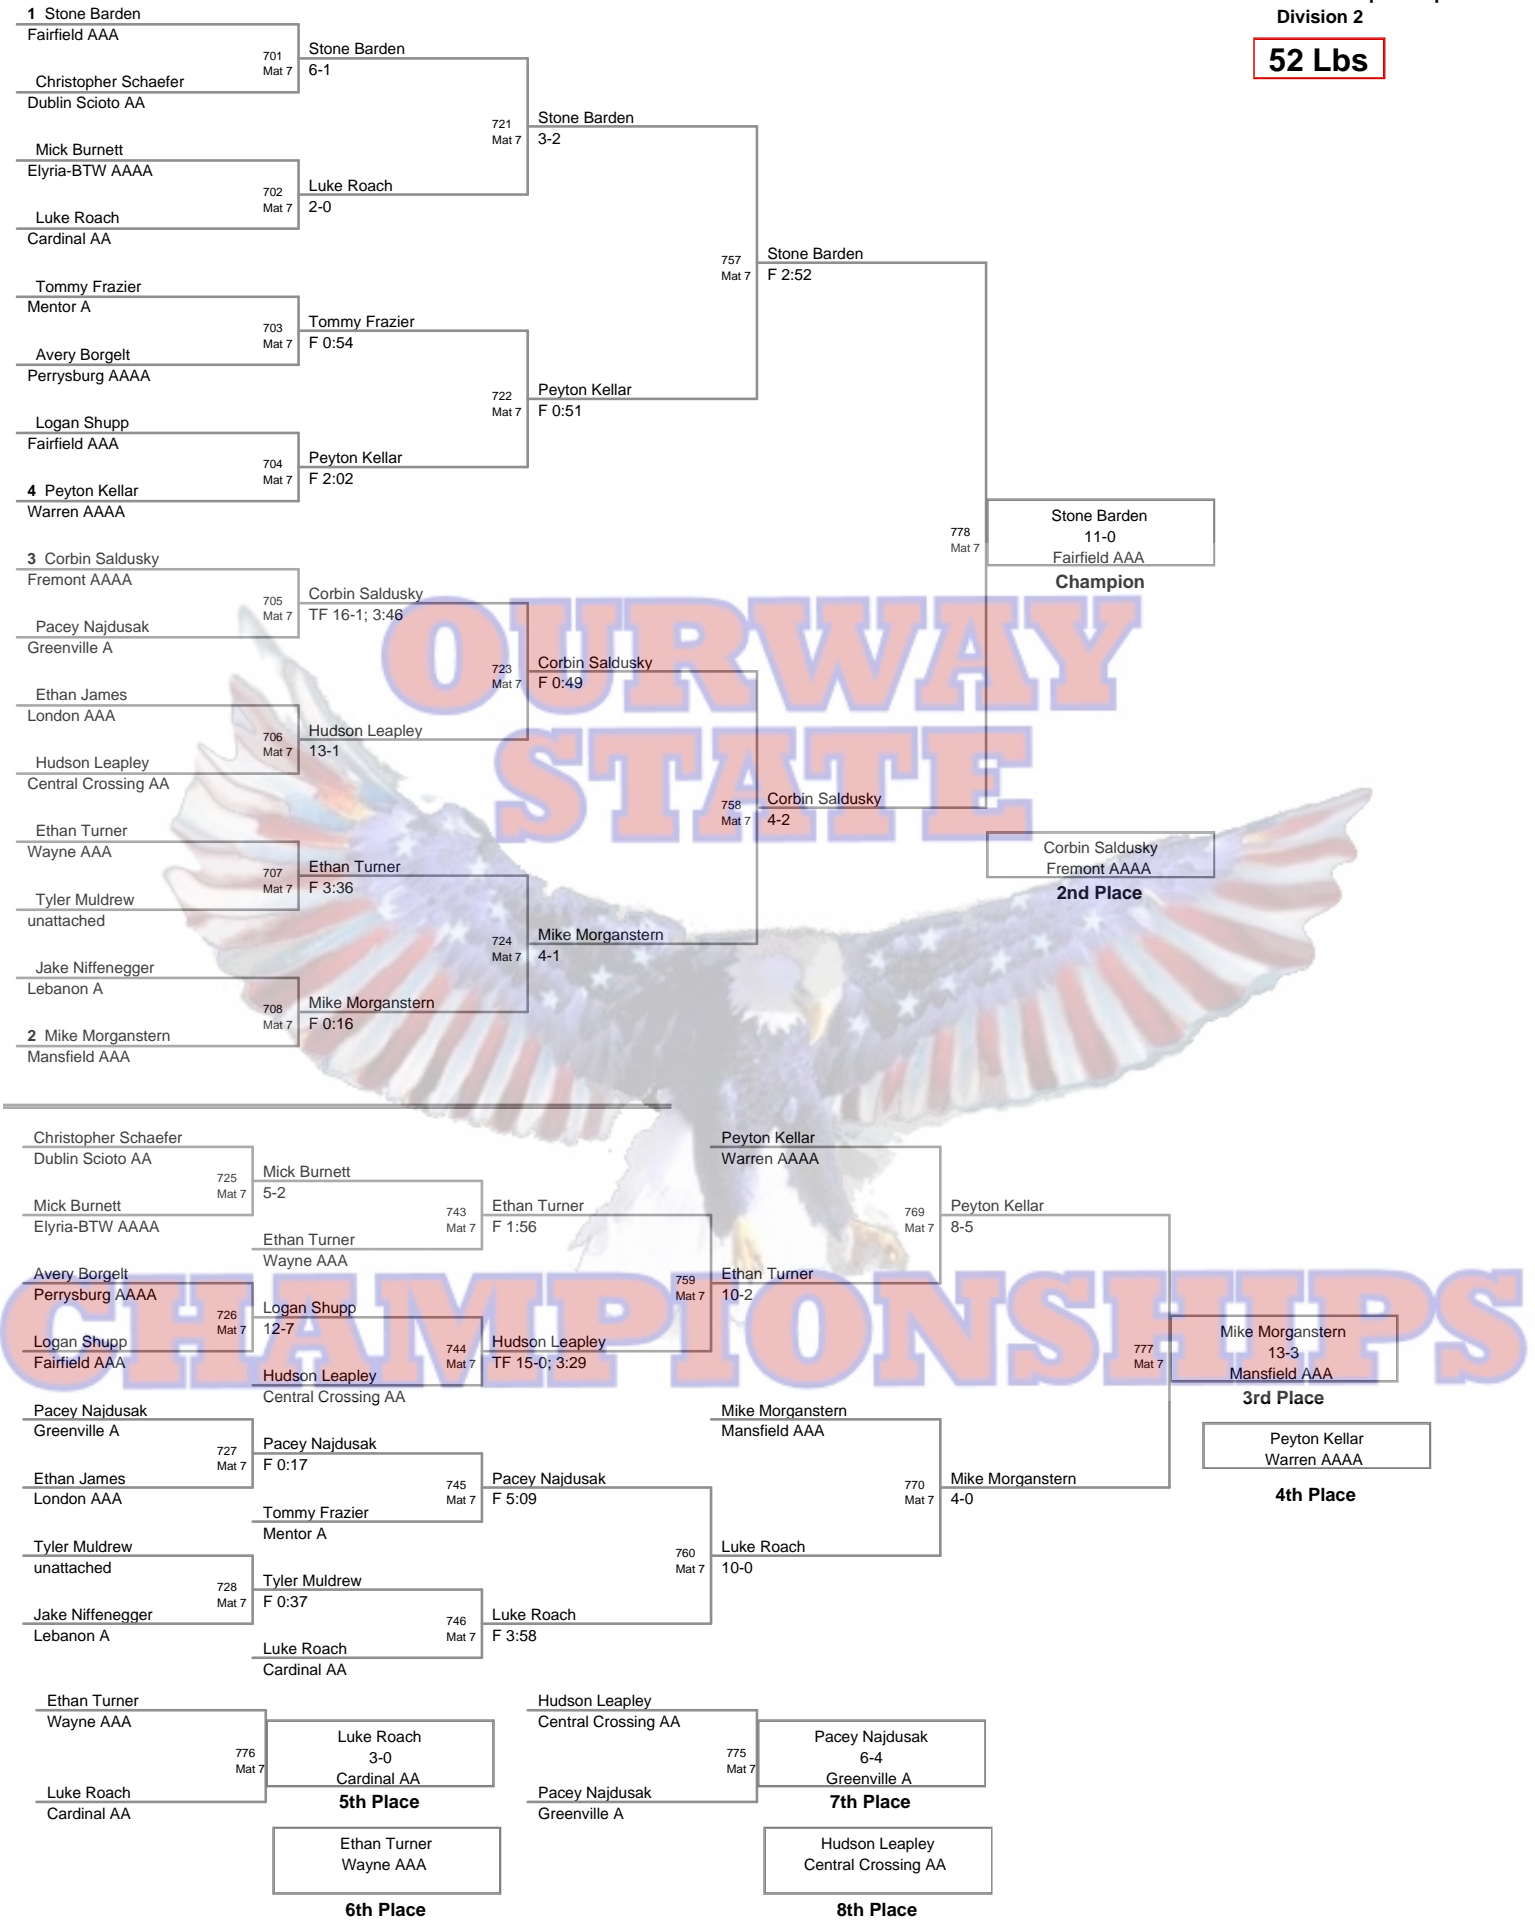 Division 2
52 Lbs
1 Stone Barden
Fairfield AAA
701
Mat 7
Stone Barden
6-1
Christopher Schaefer
Dublin Scioto AA
721
Mat 7
Stone Barden
3-2
Mick Burnett
Elyria-BTW AAAA
702
Mat 7
Luke Roach
2-0
Luke Roach
Cardinal AA
757
Mat 7
Stone Barden
F 2:52
Tommy Frazier
Mentor A
703
Mat 7
Tommy Frazier
F 0:54
Avery Borgelt
Perrysburg AAAA
722
Mat 7
Peyton Kellar
F 0:51
Logan Shupp
Fairfield AAA
704
Mat 7
Peyton Kellar
F 2:02
4 Peyton Kellar
Warren AAAA
778
Mat 7
Stone Barden
11-0
Fairfield AAA
Champion
3 Corbin Saldusky
Fremont AAAA
705
Mat 7
Corbin Saldusky
TF 16-1; 3:46
Pacey Najdusak
Greenville A
OURWAY
723
Mat 7
Corbin Saldusky
F 0:49
Ethan James
London AAA
706
Mat 7
Hudson Leapley
13-1
Hudson Leapley
Central Crossing AA
STATE
758
Mat 7
Corbin Saldusky
4-2
Ethan Turner
Wayne AAA
707
Mat 7
Ethan Turner
F 3:36
Corbin Saldusky
Fremont AAAA
2nd Place
Tyler Muldrew
unattached
724
Mat 7
Mike Morganstern
4-1
Jake Niffenegger
Lebanon A
708
Mat 7
Mike Morganstern
F 0:16
2 Mike Morganstern
Mansfield AAA
Christopher Schaefer
Dublin Scioto AA
725
Mat 7
Mick Burnett
5-2
Mick Burnett
Elyria-BTW AAAA
743
Mat 7
Ethan Turner
F 1:56
Ethan Turner
Wayne AAA
Peyton Kellar
Warren AAAA
769
Mat 7
Peyton Kellar
8-5
CHAMPIONSHIPS
Avery Borgelt
Perrysburg AAAA
726
Mat 7
Logan Shupp
12-7
Logan Shupp
Fairfield AAA
744
Mat 7
Hudson Leapley
TF 15-0; 3:29
Hudson Leapley
Central Crossing AA
759
Mat 7
Ethan Turner
10-2
777
Mat 7
Mike Morganstern
13-3
Mansfield AAA
3rd Place
Peyton Kellar
Warren AAAA
4th Place
Pacey Najdusak
Greenville A
727
Mat 7
Pacey Najdusak
F 0:17
Ethan James
London AAA
745
Mat 7
Pacey Najdusak
F 5:09
Tommy Frazier
Mentor A
Mike Morganstern
Mansfield AAA
770
Mat 7
Mike Morganstern
4-0
Tyler Muldrew
unattached
728
Mat 7
Tyler Muldrew
F 0:37
Jake Niffenegger
Lebanon A
746
Mat 7
Luke Roach
F 3:58
Luke Roach
Cardinal AA
760
Mat 7
Luke Roach
10-0
Ethan Turner
Wayne AAA
776
Mat 7
Luke Roach
3-0
Cardinal AA
5th Place
Luke Roach
Cardinal AA
Ethan Turner
Wayne AAA
6th Place
Hudson Leapley
Central Crossing AA
775
Mat 7
Pacey Najdusak
6-4
Greenville A
7th Place
Pacey Najdusak
Greenville A
Hudson Leapley
Central Crossing AA
8th Place